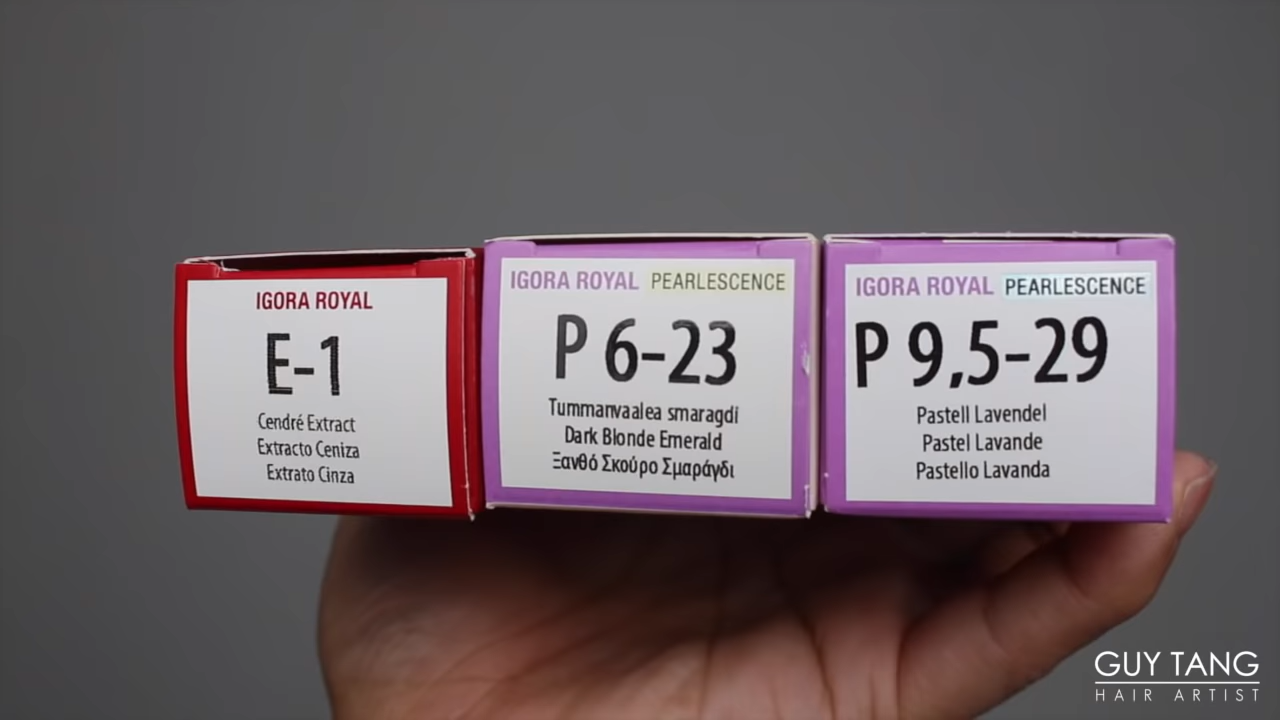 IGORA ROYAL
E-1
Cendré Extract
Extracto Ceniza
Extrato Cinza
IGORA ROYAL PEARLESCENCE
P 6-23
Tummanvaalea smaragdi
Dark Blonde Emerald
Ξανθό Σκούρο Σμαράγδι
IGORA ROYAL PEARLESCENCE
P 9,5-29
Pastell Lavendel
Pastel Lavande
Pastello Lavanda
GUY TANG
HAIR ARTIST